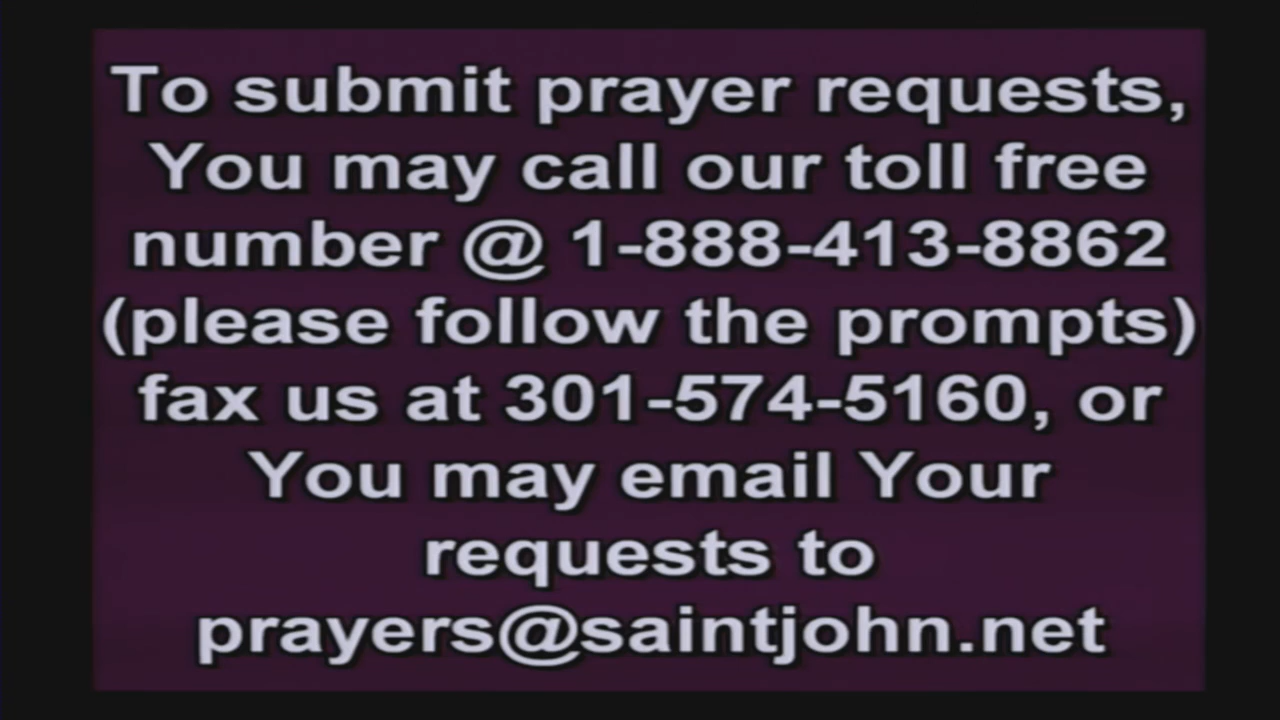 To submit prayer requests,
You may call our toll free
number @ 1-888-413-8862
(please follow the prompts)
fax us at 301-574-5160, or
You may email Your
requests to
prayers@saintjohn.net